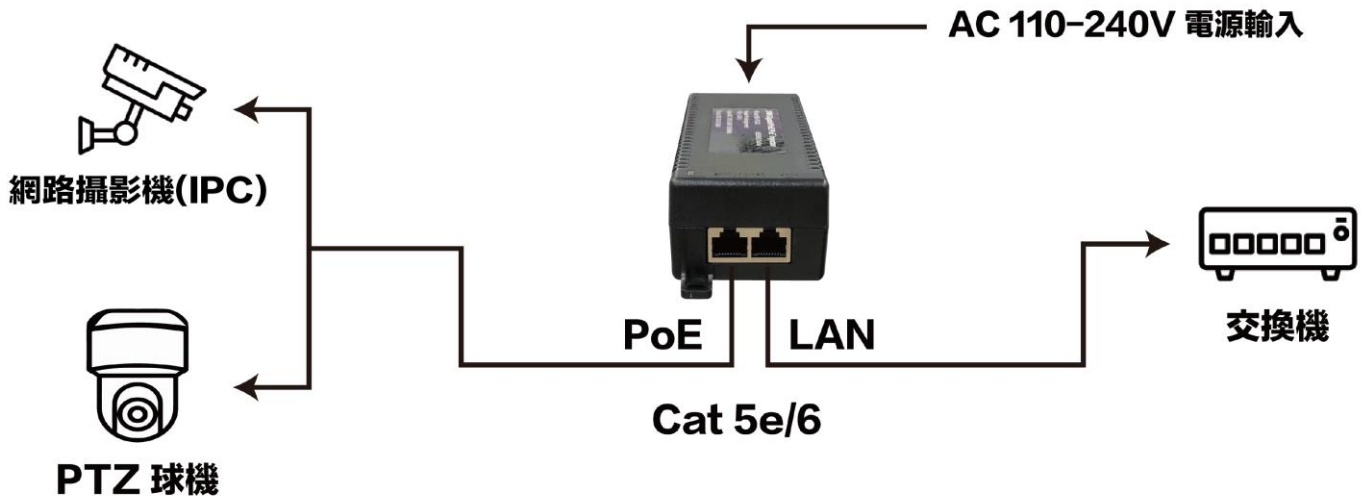 AC 110-240V 電源輸入
網路攝影機(IPC)
PoE
LAN
交換機
Cat 5e/6
PTZ 球機